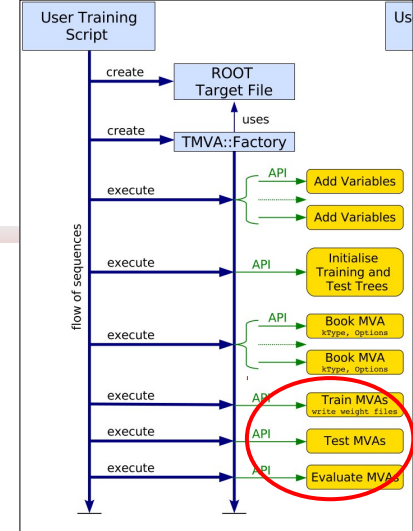 User Training
Script
Us
create
ROOT
Target File
uses
create
TMVA::Factory
execute
API
Add Variables
Add Variables
flow of sequences
execute
API
Initialise
Training and
Test Trees
execute
API
Book MVA
kType, Options
Book MVA
kType, Options
execute
API
Train MVAs
write weight files
execute
API
Test MVAs
execute
API
Evaluate MVAs